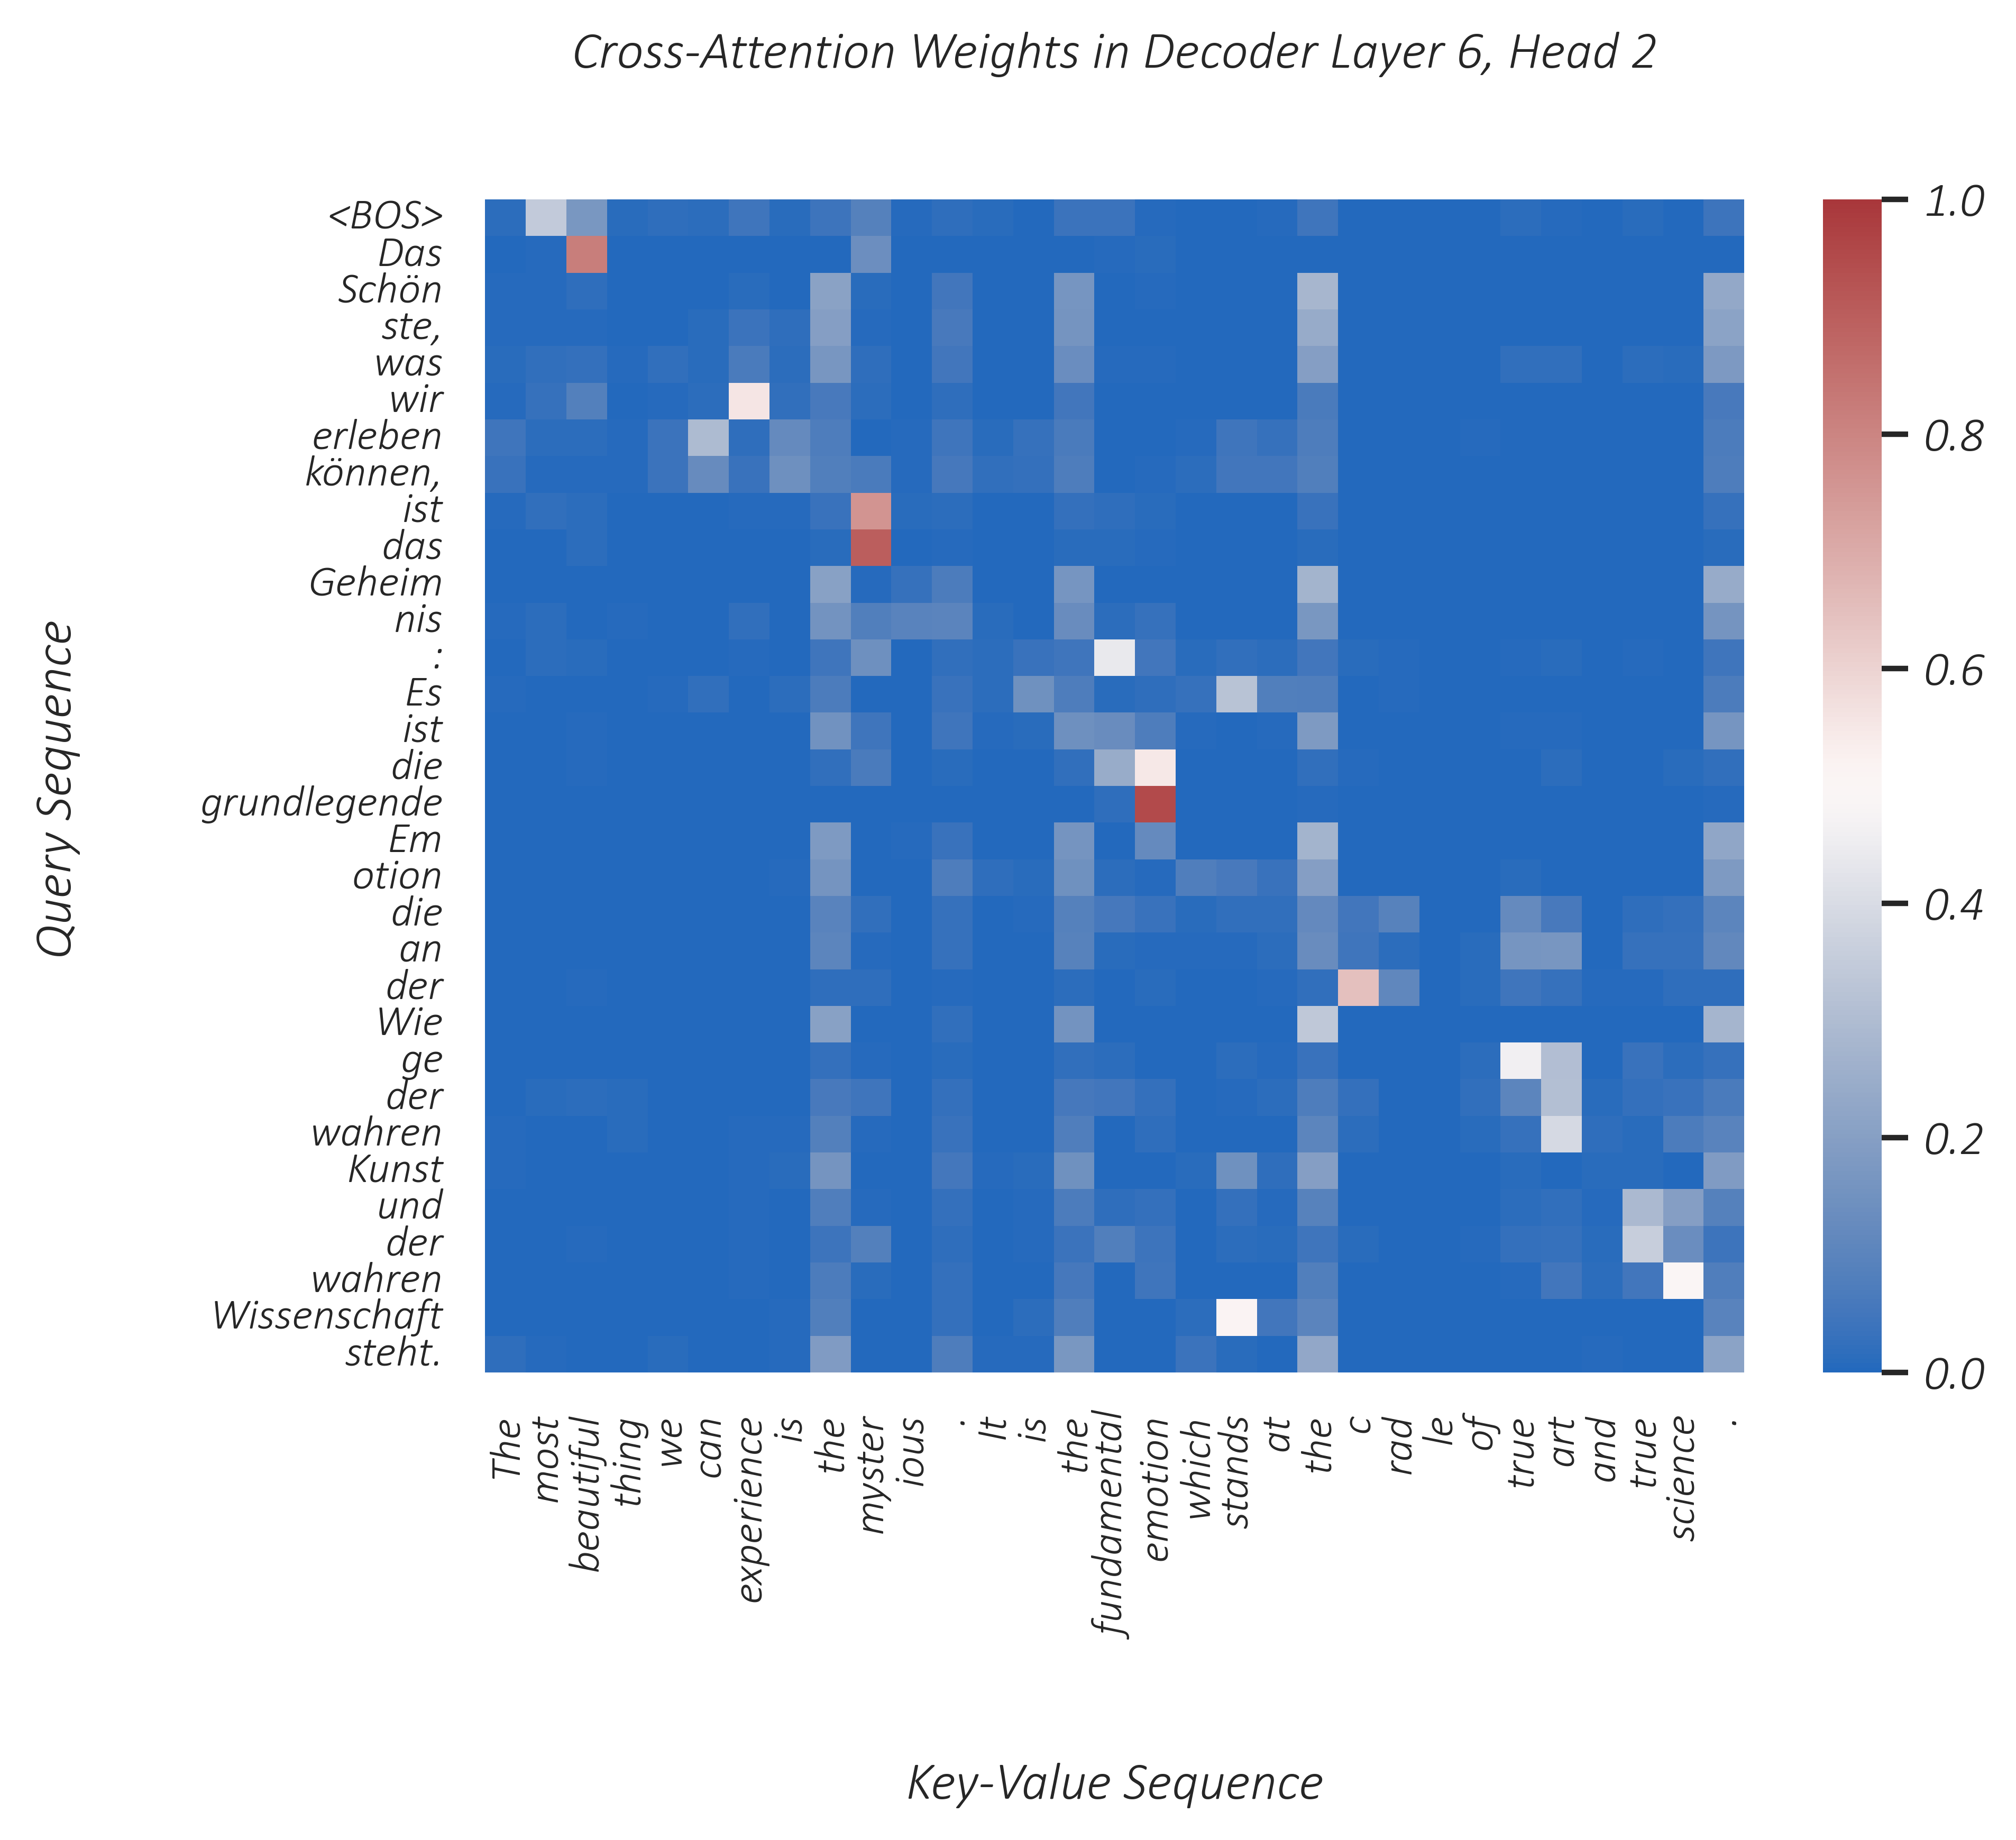 Cross-Attention Weights in Decoder Layer 6, Head 2
Query Sequence
<BOS>
Das
Schön
ste,
was
wir
erleben
können,
ist
das
Geheim
nis
:
Es
ist
die
grundlegende
Em
otion
die
an
der
Wie
ge
der
wahren
Kunst
und
der
wahren
Wissenschaft
steht.
The
most
beautiful
thing
we
can
experience
is
the
myster
ious
.
It
is
the
fundamental
emotion
which
stands
at
the
c
rad
le
of
true
art
and
true
science
.
Key-Value Sequence
1.0
0.8
0.6
0.4
0.2
0.0